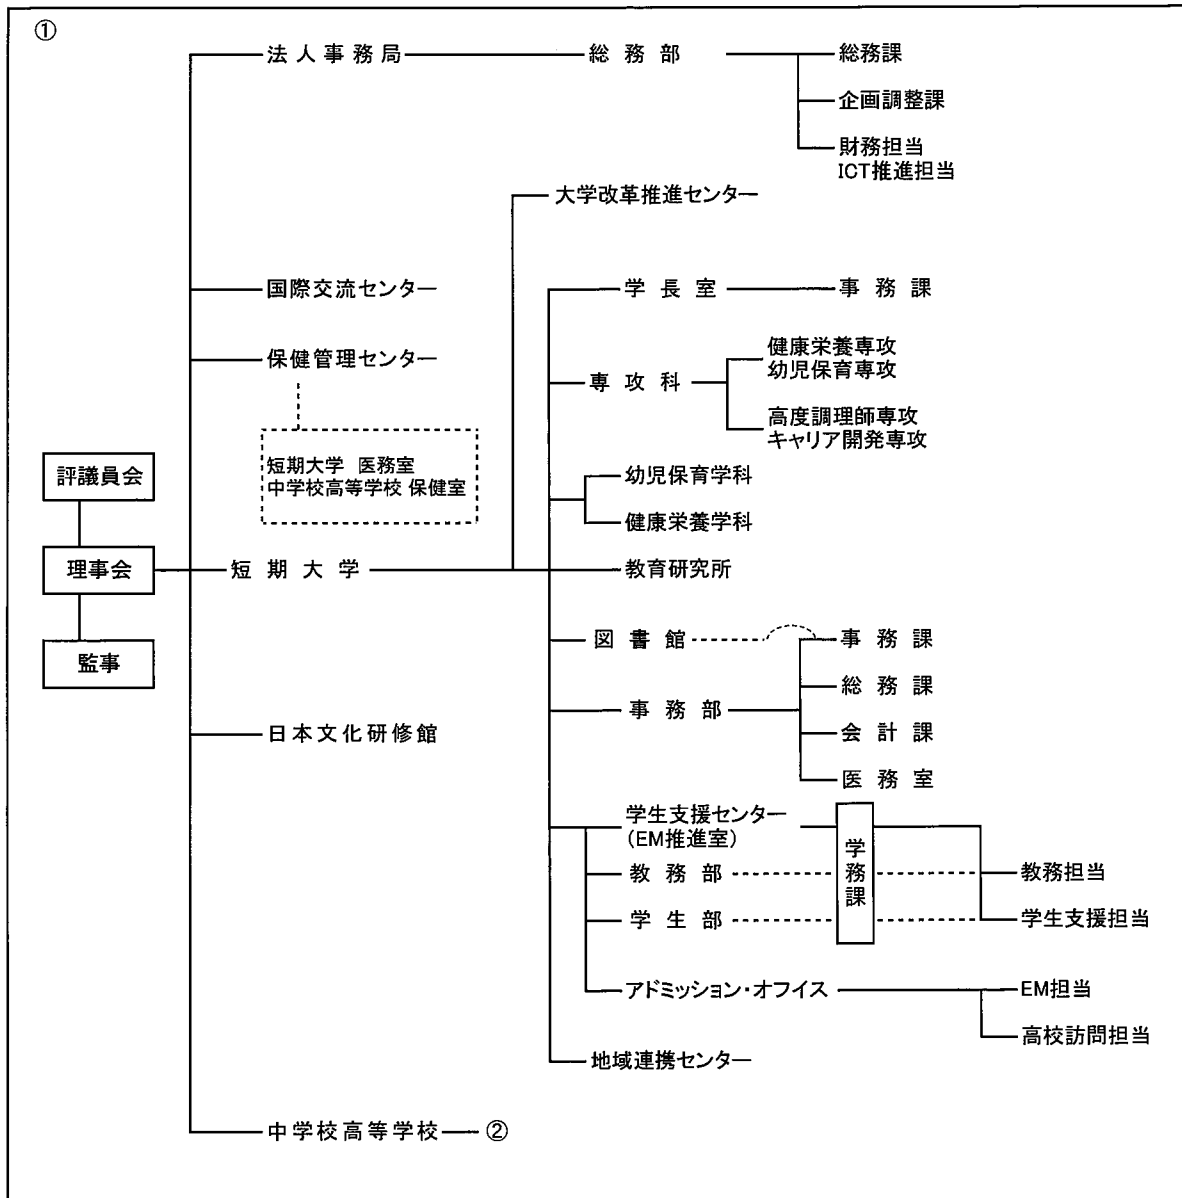 ①
法人事務局 総務部 総務課
企画調整課
財務担当
ICT推進担当
大学改革推進センター
国際交流センター 学長室 事務課
保健管理センター
専攻科
健康栄養専攻
幼児保育専攻
高度調理師専攻
キャリア開発専攻
短期大学 医務室
中学校高等学校 保健室
評議員会
理事会
監事
短期大学
幼児保育学科
健康栄養学科
教育研究所
図書館 事務課
総務課
事務部
会計課
医務室
日本文化研修館
学生支援センター
(EM推進室)
学務課
教務部 教務担当
学生部 学生支援担当
アドミッション・オフイス EM担当
高校訪問担当
地域連携センター
中学校高等学校 ②